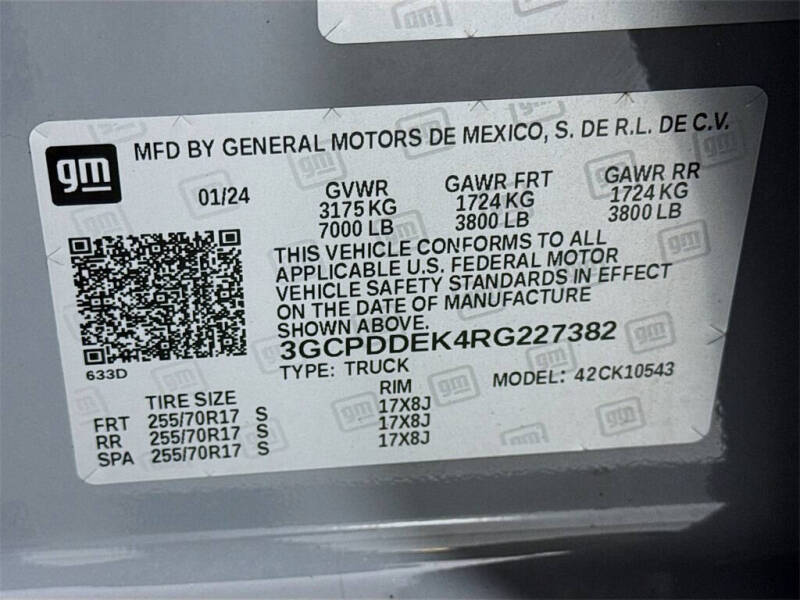 gm
gm MFD BY GENERAL MOTORS DE MEXICO, S. DE R.L. DE C.V.
01/24
GVWR
3175 KG
7000 LB
GAWR FRT
1724 KG
3800 LB
GAWR RR
1724 KG
3800 LB
THIS VEHICLE CONFORMS TO ALL
APPLICABLE U.S. FEDERAL MOTOR
VEHICLE SAFETY STANDARDS IN EFFECT
ON THE DATE OF MANUFACTURE
SHOWN ABOVE.
3GCPDDEK4RG227382
633D
TYPE: TRUCK
MODEL: 42CK10543
TIRE SIZE
RIM
FRT 255/70R17 S 17X8J
RR 255/70R17 S 17X8J
SPA 255/70R17 S 17X8J